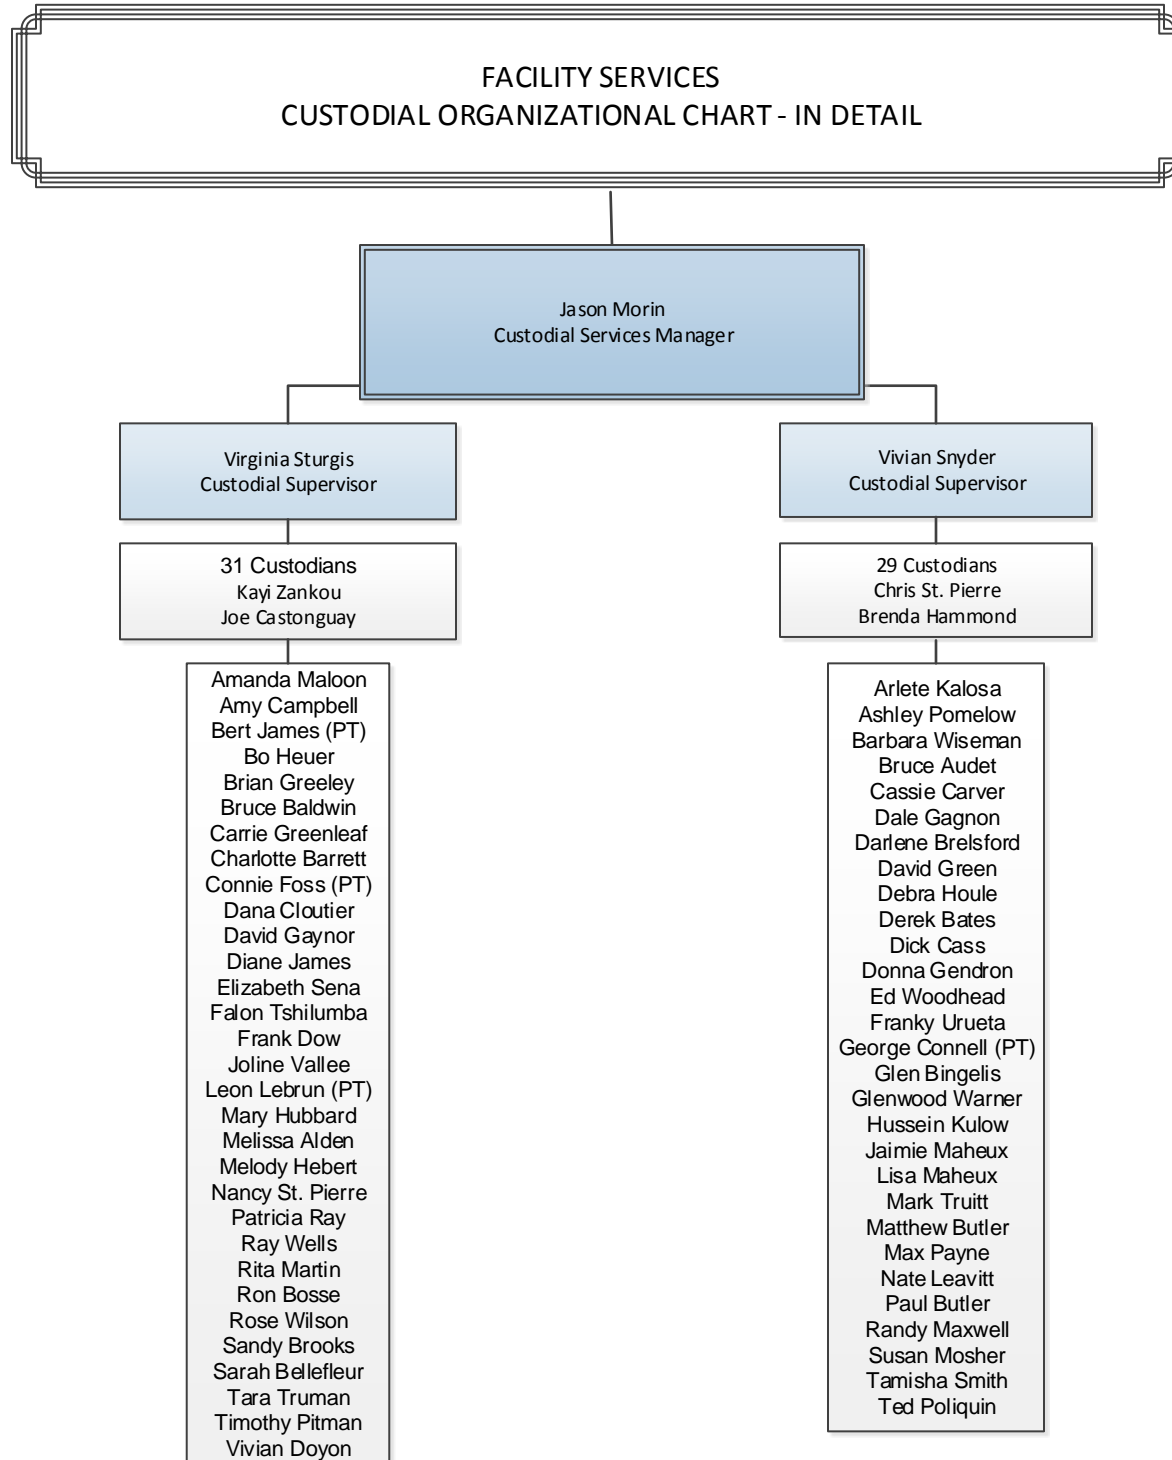 FACILITY SERVICES
CUSTODIAL ORGANIZATIONAL CHART - IN DETAIL
Jason Morin
Custodial Services Manager
Virginia Sturgis
Custodial Supervisor
31 Custodians
Kayi Zankou
Joe Castonguay
Amanda Maloon
Amy Campbell
Bert James (PT)
Bo Heuer
Brian Greeley
Bruce Baldwin
Carrie Greenleaf
Charlotte Barrett
Connie Foss (PT)
Dana Cloutier
David Gaynor
Diane James
Elizabeth Sena
Falon Tshilumba
Frank Dow
Joline Vallee
Leon Lebrun (PT)
Mary Hubbard
Melissa Alden
Melody Hebert
Nancy St. Pierre
Patricia Ray
Ray Wells
Rita Martin
Ron Bosse
Rose Wilson
Sandy Brooks
Sarah Bellefleur
Tara Truman
Timothy Pitman
Vivian Doyon
Vivian Snyder
Custodial Supervisor
29 Custodians
Chris St. Pierre
Brenda Hammond
Arlete Kalosa
Ashley Pomelow
Barbara Wiseman
Bruce Audet
Cassie Carver
Dale Gagnon
Darlene Brelsford
David Green
Debra Houle
Derek Bates
Dick Cass
Donna Gendron
Ed Woodhead
Franky Urueta
George Connell (PT)
Glen Bingelis
Glenwood Warner
Hussein Kulow
Jaimie Maheux
Lisa Maheux
Mark Truitt
Matthew Butler
Max Payne
Nate Leavitt
Paul Butler
Randy Maxwell
Susan Mosher
Tamisha Smith
Ted Poliquin